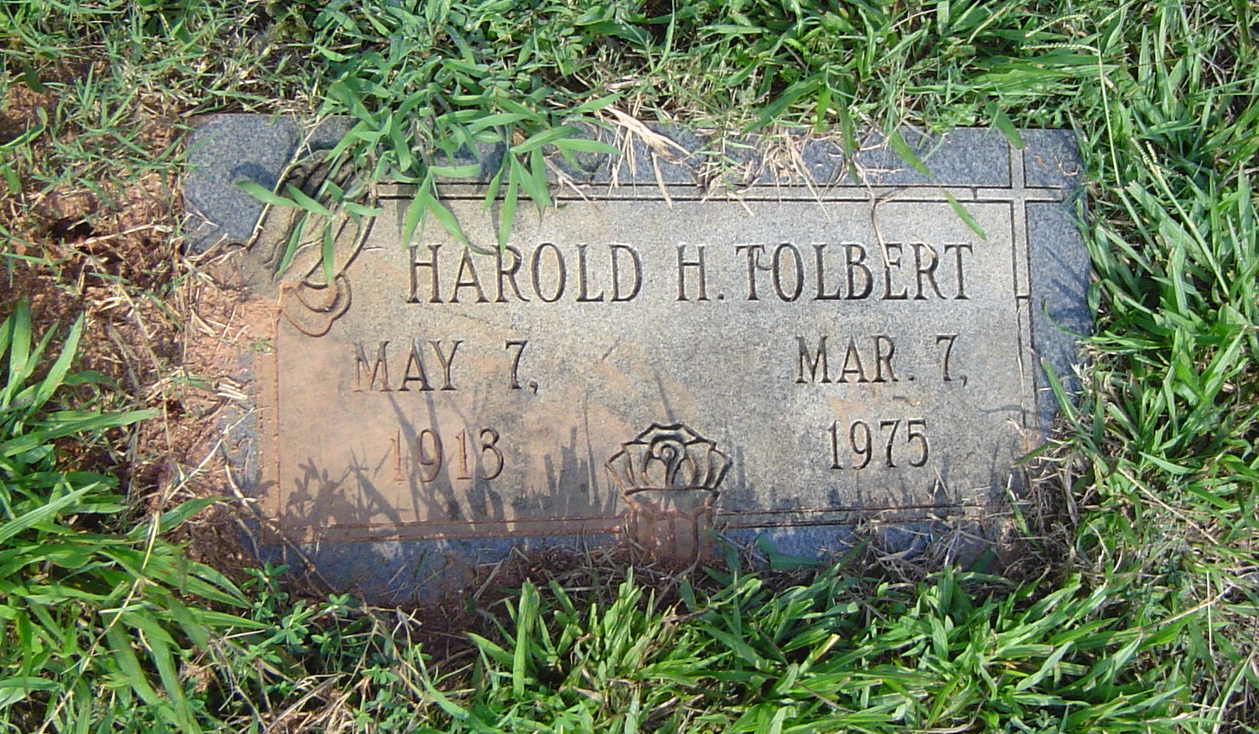 HAROLD H. TOLBERT
MAY 7, MAR. 7,
1913 1975